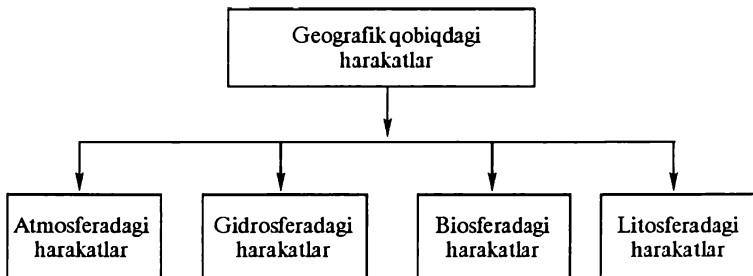 Geografik qobiqdagi
harakatlar
Atmosferadagi
harakatlar
Gidrosferadagi
harakatlar
Biosferadagi
harakatlar
Litosferadagi
harakatlar